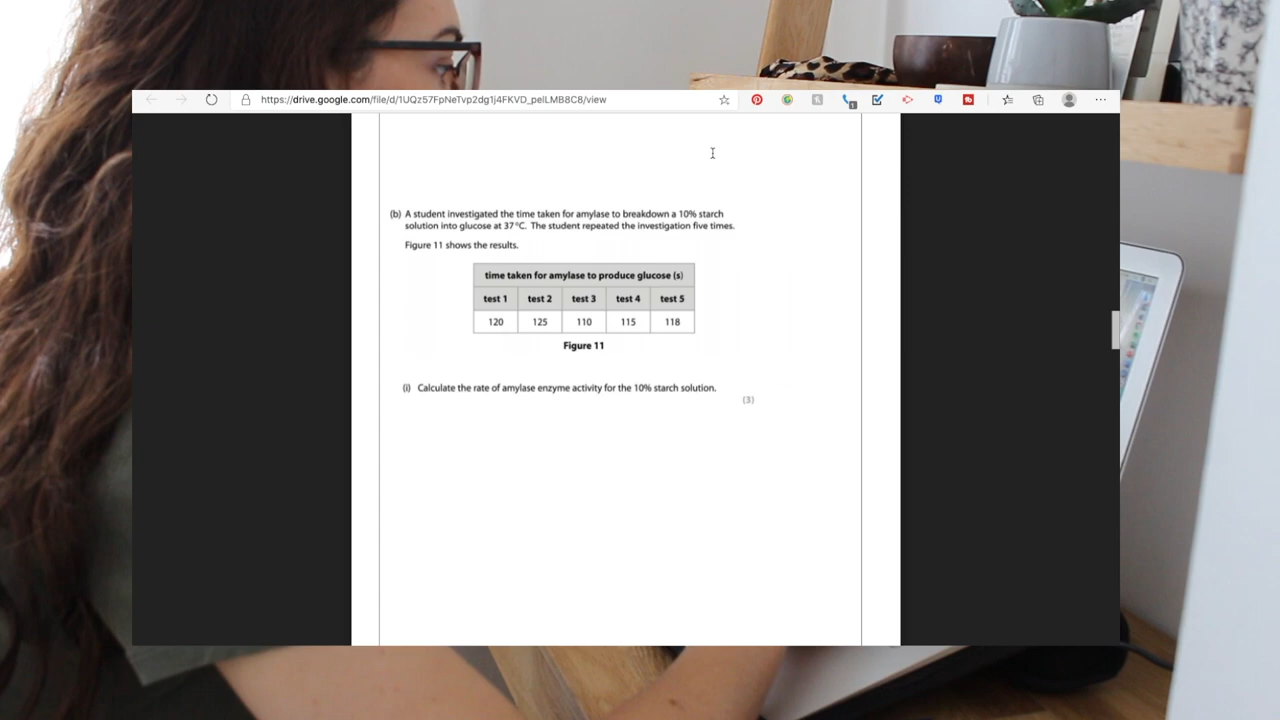 https://drive.google.com/file/d/1UQz57FpNeTvp2dg1j4FKVD_peiLMB8C8/view
(b) A student investigated the time taken for amylase to breakdown a 10% starch
solution into glucose at 37°C. The student repeated the investigation five times.
Figure 11 shows the results.
time taken for amylase to produce glucose (s)
test 1 test 2 test 3 test 4 test 5
120 125 110 115 118
Figure 11
(i) Calculate the rate of amylase enzyme activity for the 10% starch solution.
(3)